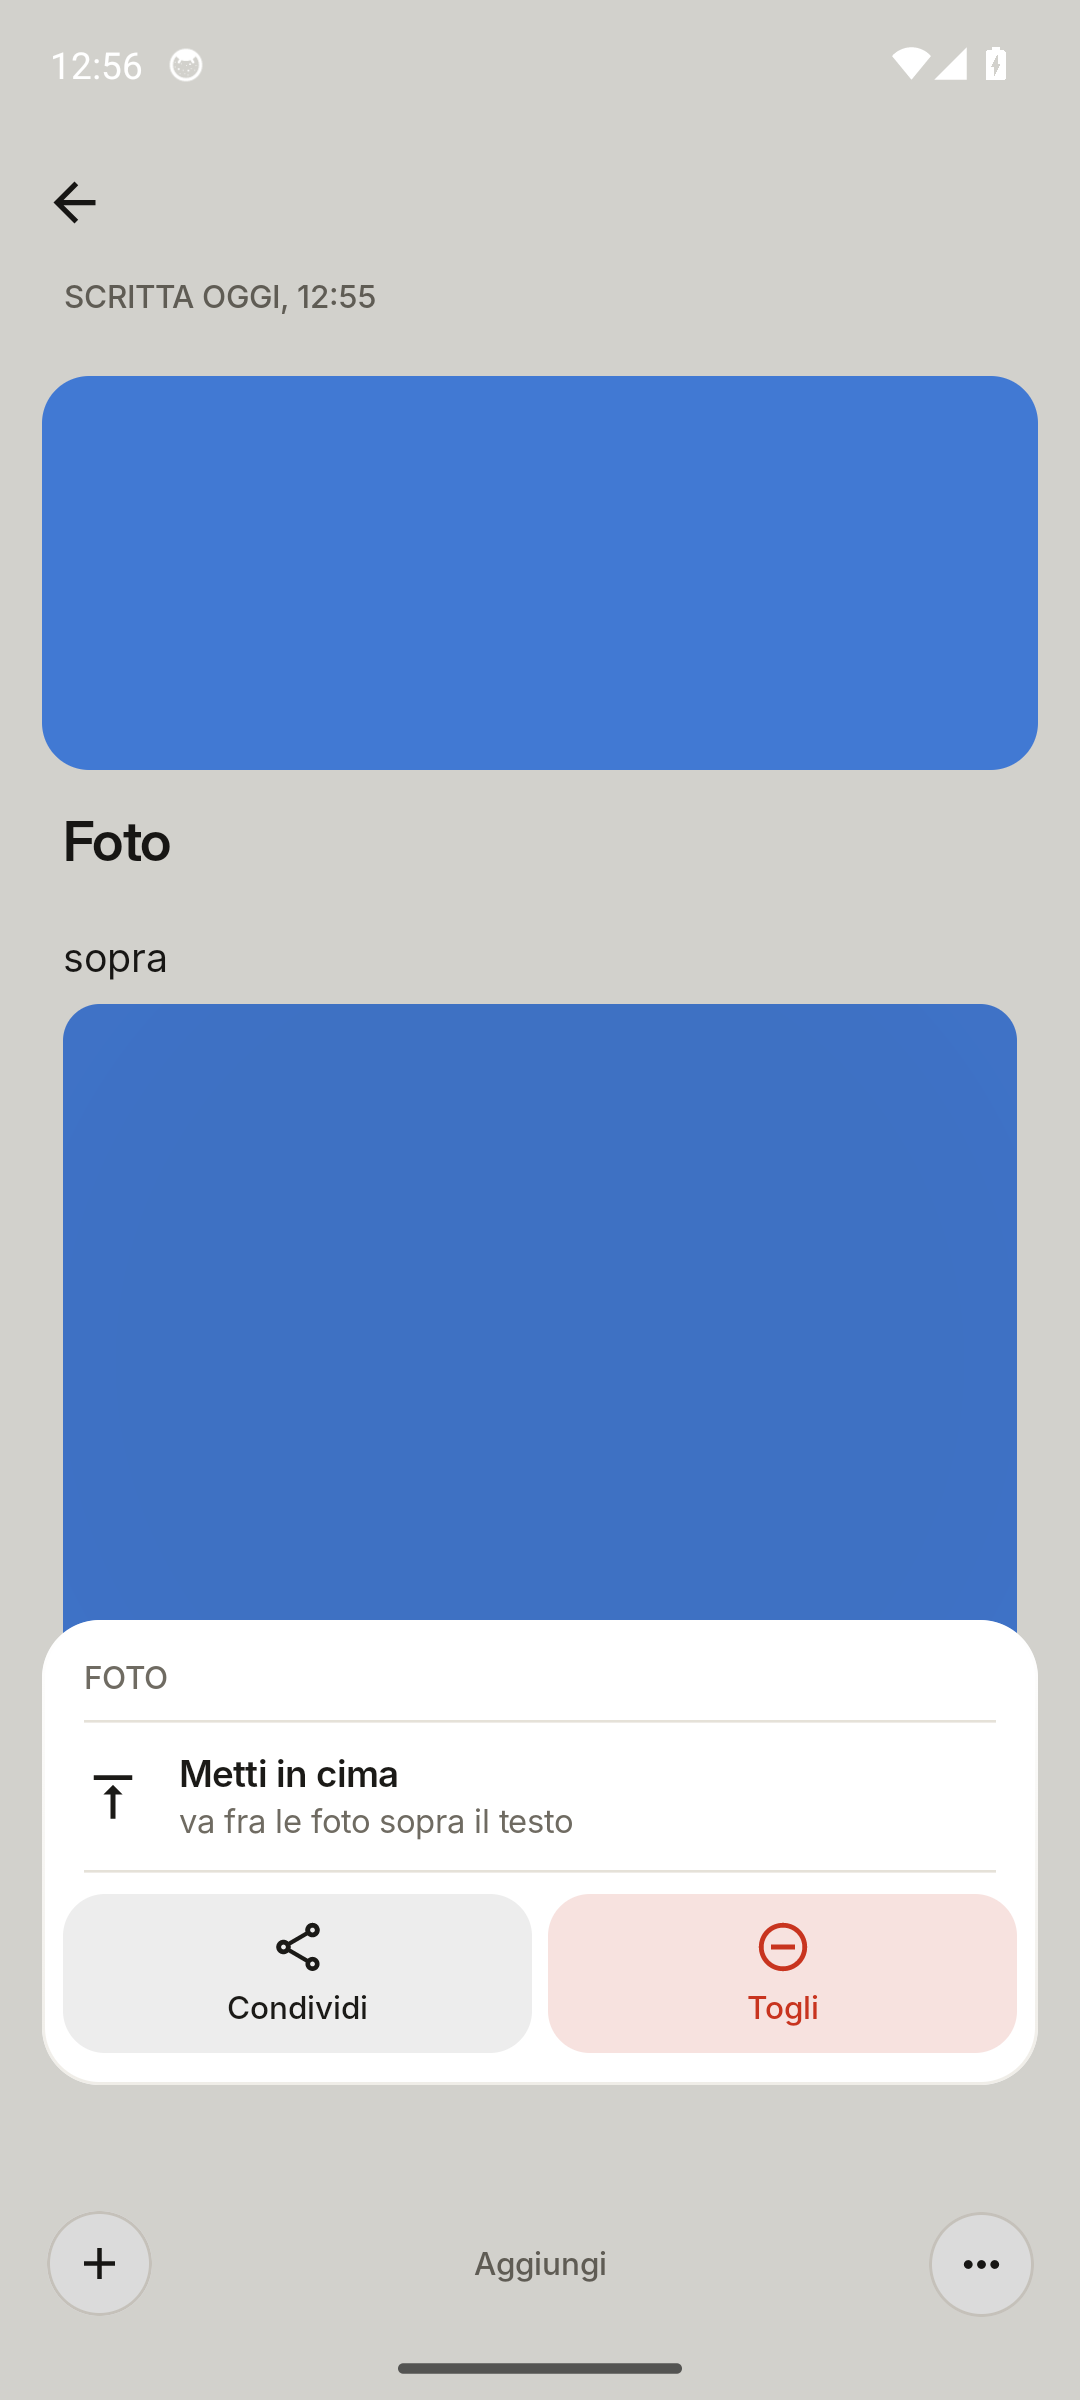 12:56
SCRITTA OGGI, 12:55
Foto
sopra
FOTO
Metti in cima
va fra le foto sopra il testo
Condividi
Togli
Aggiungi